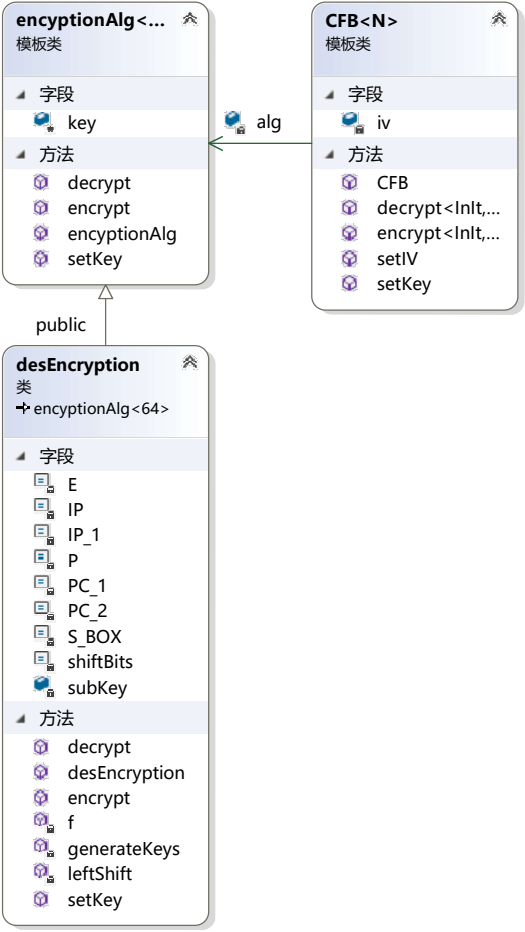 encyptionAlg<...
模板类
字段
key
方法
decrypt
encrypt
encyptionAlg
setKey
alg
CFB<N>
模板类
字段
iv
方法
CFB
decrypt<InIt,...
encrypt<InIt,...
setIV
setKey
public
desEncryption
类
encyptionAlg<64>
字段
E
IP
IP_1
P
PC_1
PC_2
S_BOX
shiftBits
subKey
方法
decrypt
desEncryption
encrypt
f
generateKeys
leftShift
setKey